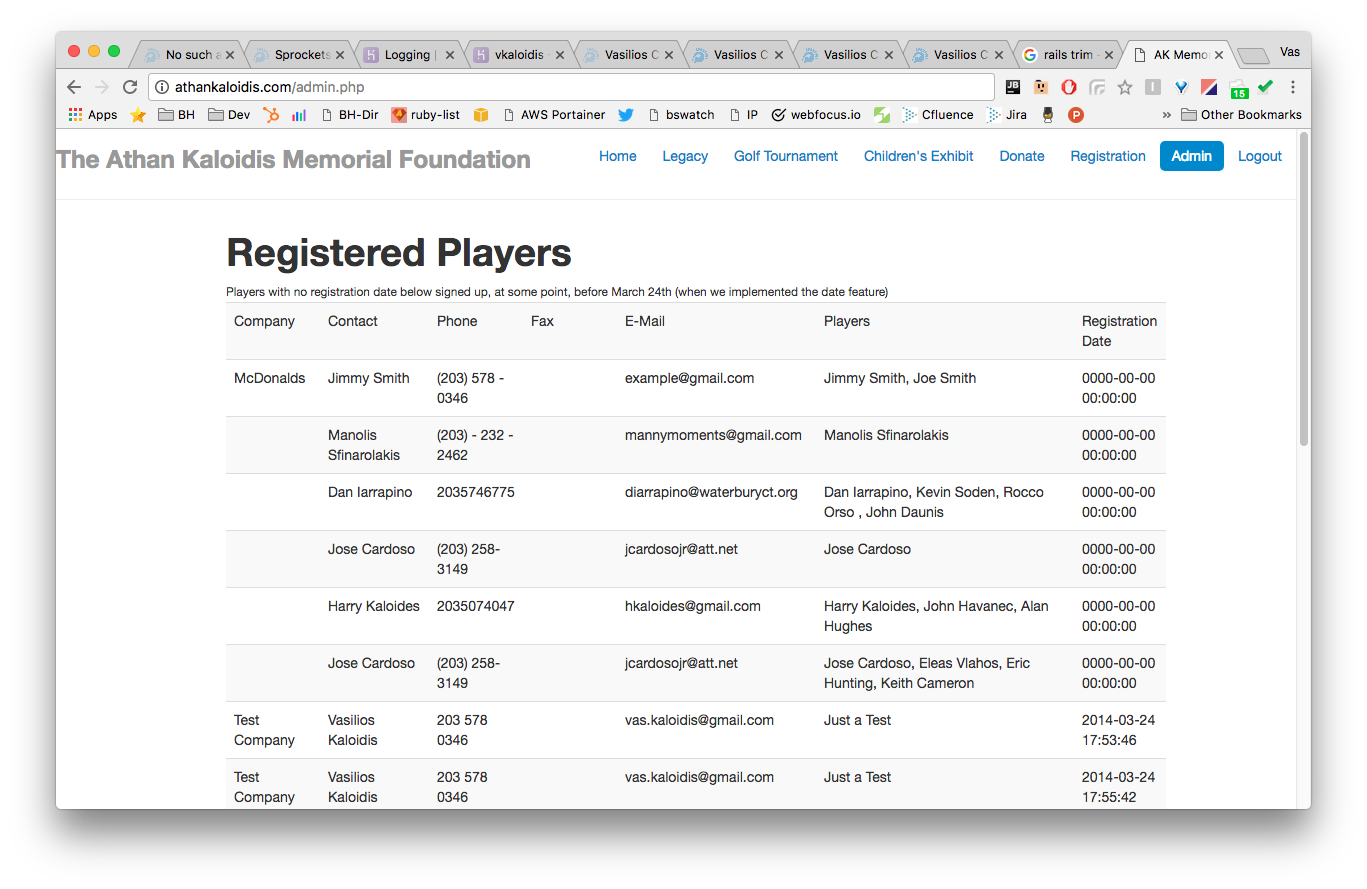 No such a
Sprockets
Logging |
vkaloidis -
Vasilios C
Vasilios C
Vasilios C
Vasilios C
rails trim -
AK Memo
Vas
athankaloidis.com/admin.php
JB
15
Apps
BH
Dev
BH-Dir
ruby-list
AWS Portainer
bswatch
IP
webfocus.io
Cfluence
Jira
P
»
Other Bookmarks
The Athan Kaloidis Memorial Foundation
Home
Legacy
Golf Tournament
Children's Exhibit
Donate
Registration
Admin
Logout
Registered Players
Players with no registration date below signed up, at some point, before March 24th (when we implemented the date feature)
Company Contact Phone Fax E-Mail Players Registration
Date
McDonalds Jimmy Smith (203) 578 - example@gmail.com Jimmy Smith, Joe Smith 0000-00-00
0346 00:00:00
Manolis (203) - 232 - mannymoments@gmail.com Manolis Sfinarolakis 0000-00-00
Sfinarolakis 2462 00:00:00
Dan Iarrapino 2035746775 diarrapino@waterburyct.org Dan Iarrapino, Kevin Soden, Rocco 0000-00-00
Orso , John Daunis 00:00:00
Jose Cardoso (203) 258- jcardosojr@att.net Jose Cardoso 0000-00-00
3149 00:00:00
Harry Kaloides 2035074047 hkaloides@gmail.com Harry Kaloides, John Havanec, Alan 0000-00-00
Hughes 00:00:00
Jose Cardoso (203) 258- jcardosojr@att.net Jose Cardoso, Eleas Vlahos, Eric 0000-00-00
3149 Hunting, Keith Cameron 00:00:00
Test Vasilios 203 578 vas.kaloidis@gmail.com Just a Test 2014-03-24
Company Kaloidis 0346 17:53:46
Test Vasilios 203 578 vas.kaloidis@gmail.com Just a Test 2014-03-24
Company Kaloidis 0346 17:55:42